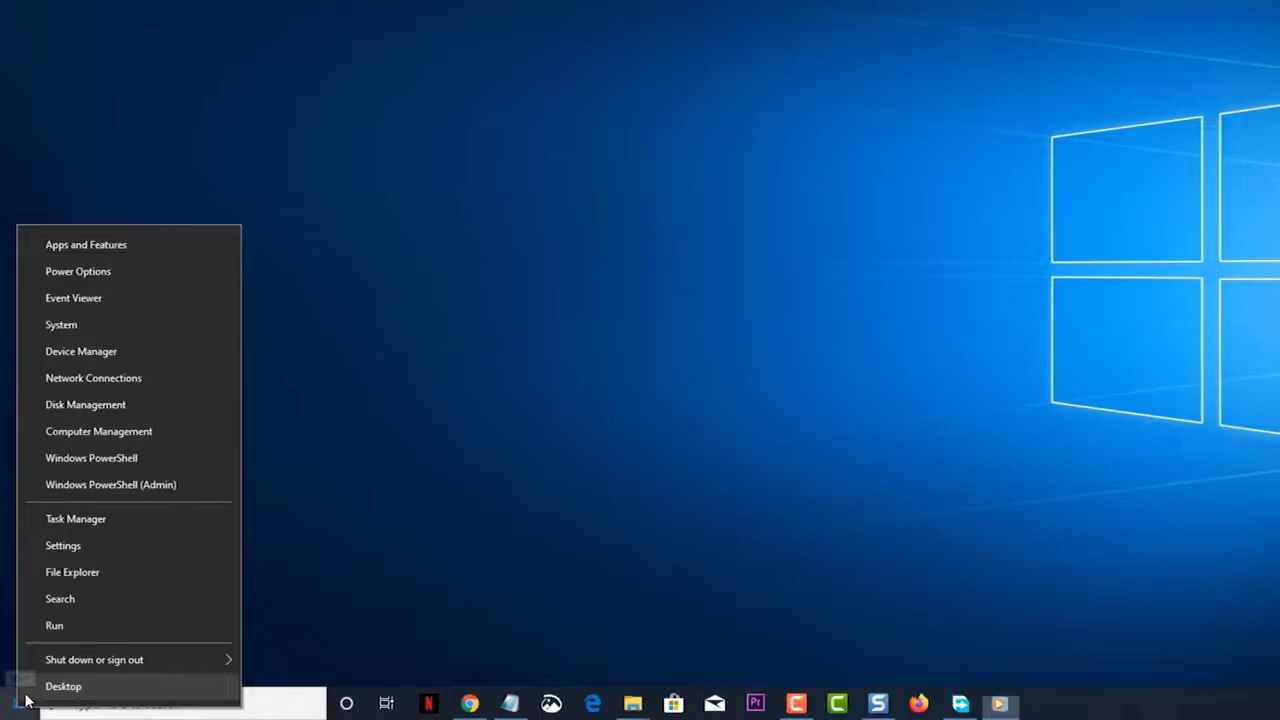 Apps and Features
Power Options
Event Viewer
System
Device Manager
Network Connections
Disk Management
Computer Management
Windows PowerShell
Windows PowerShell (Admin)
Task Manager
Settings
File Explorer
Search
Run
Shut down or sign out
Desktop
N
Pr
C
C
S